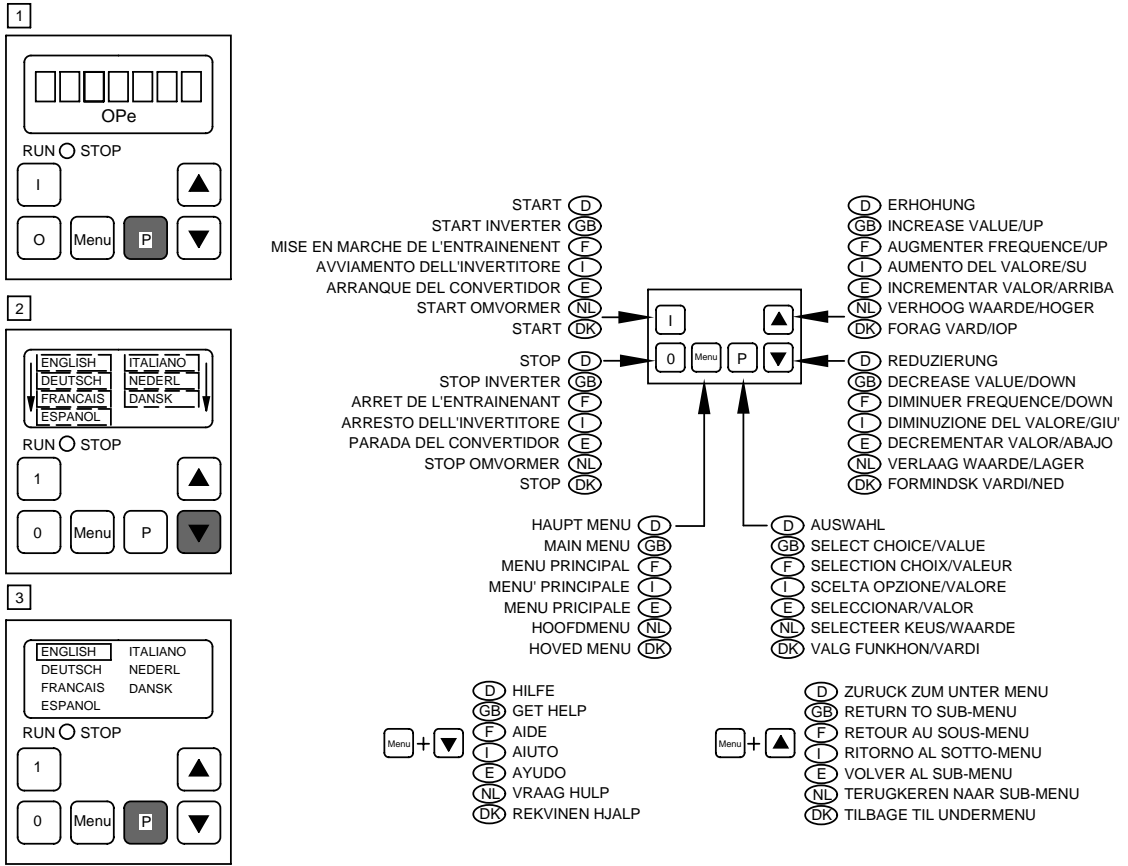 1
OPe
RUN STOP
I
O Menu P
2
ENGLISH ITALIANO
DEUTSCH NEDERL
FRANCAIS DANSK
ESPANOL
RUN STOP
1
0 Menu P
3
ENGLISH ITALIANO
DEUTSCH NEDERL
FRANCAIS DANSK
ESPANOL
RUN STOP
1
0 Menu P
START D
START INVERTER GB
MISE EN MARCHE DE L'ENTRAINENENT F
AVVIAMENTO DELL'INVERTITORE I
ARRANQUE DEL CONVERTIDOR E
START OMVORMER NL
START DK
STOP D
STOP INVERTER GB
ARRET DE L'ENTRAINENANT F
ARRESTO DELL'INVERTITORE I
PARADA DEL CONVERTIDOR E
STOP OMVORMER NL
STOP DK
I
0 Menu P
D ERHOHUNG
GB INCREASE VALUE/UP
F AUGMENTER FREQUENCE/UP
I AUMENTO DEL VALORE/SU
E INCREMENTAR VALOR/ARRIBA
NL VERHOOG WAARDE/HOGER
DK FORAG VARD/IOP
D REDUZIERUNG
GB DECREASE VALUE/DOWN
F DIMINUER FREQUENCE/DOWN
I DIMINUZIONE DEL VALORE/GIU'
E DECREMENTAR VALOR/ABAJO
NL VERLAAG WAARDE/LAGER
DK FORMINDSK VARDI/NED
HAUPT MENU D
MAIN MENU GB
MENU PRINCIPAL F
MENU' PRINCIPALE I
MENU PRICIPALE E
HOOFDMENU NL
HOVED MENU DK
D AUSWAHL
GB SELECT CHOICE/VALUE
F SELECTION CHOIX/VALEUR
I SCELTA OPZIONE/VALORE
E SELECCIONAR/VALOR
NL SELECTEER KEUS/WAARDE
DK VALG FUNKHON/VARDI
Menu +
D HILFE
GB GET HELP
F AIDE
I AIUTO
E AYUDO
NL VRAAG HULP
DK REKVINEN HJALP
Menu +
D ZURUCK ZUM UNTER MENU
GB RETURN TO SUB-MENU
F RETOUR AU SOUS-MENU
I RITORNO AL SOTTO-MENU
E VOLVER AL SUB-MENU
NL TERUGKEREN NAAR SUB-MENU
DK TILBAGE TIL UNDERMENU